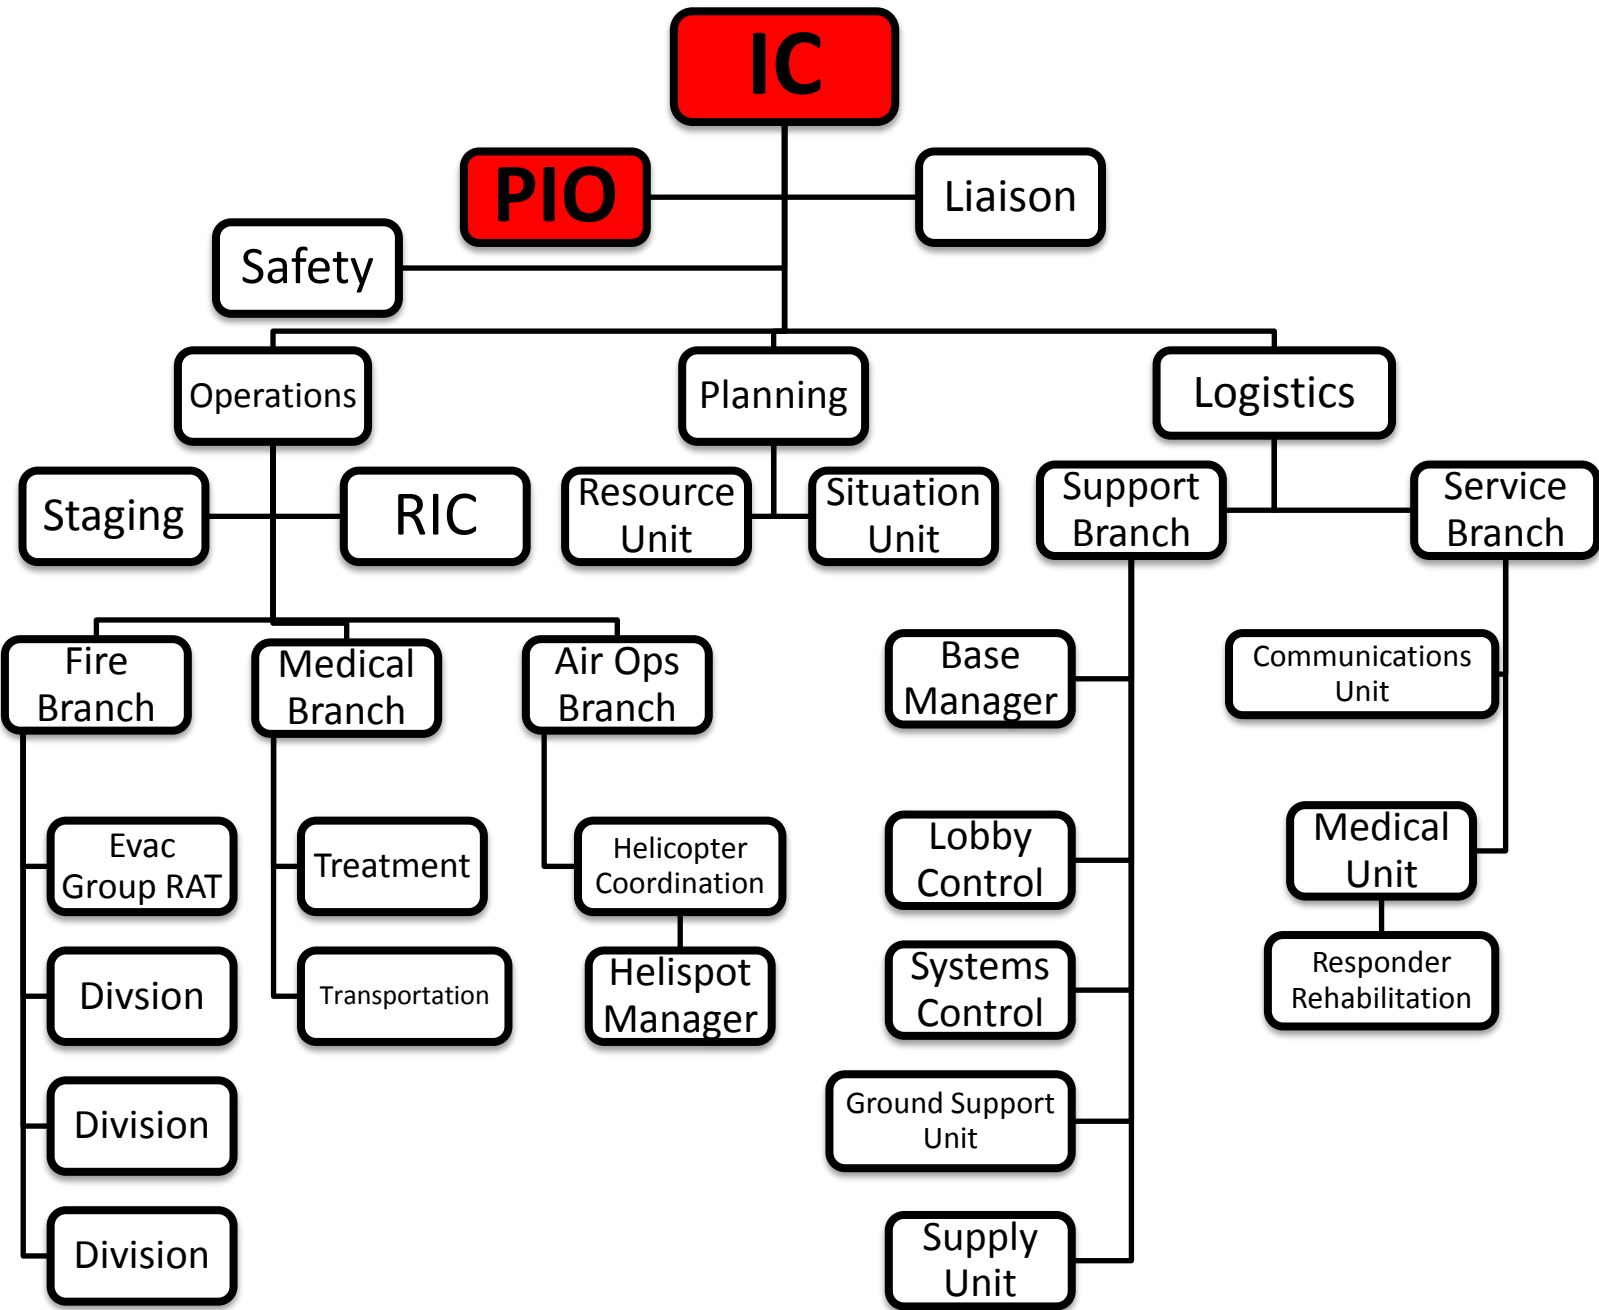 IC
PIO
Liaison
Safety
Operations
Planning
Logistics
Staging
RIC
Resource
Unit
Situation
Unit
Support
Branch
Service
Branch
Fire
Branch
Medical
Branch
Air Ops
Branch
Base
Manager
Communications
Unit
Evac
Group RAT
Treatment
Helicopter
Coordination
Lobby
Control
Medical
Unit
Divsion
Transportation
Helispot
Manager
Systems
Control
Responder
Rehabilitation
Division
Ground Support
Unit
Division
Supply
Unit